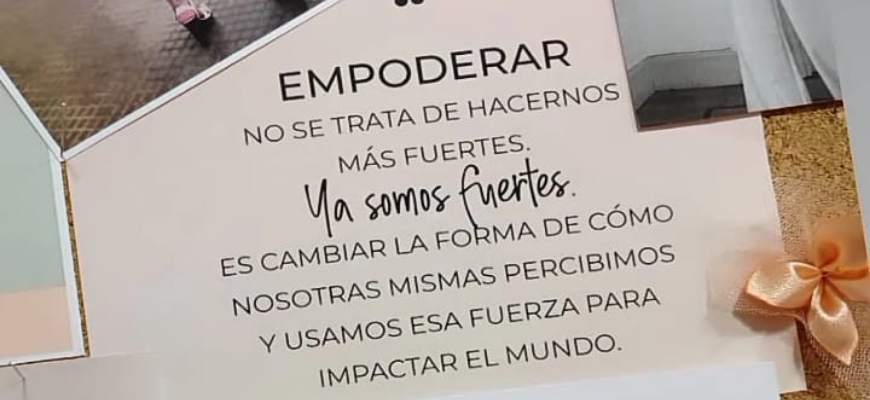 EMPODERAR
NO SE TRATA DE HACERNOS
MÁS FUERTES.
Ya somos fuertes.
ES CAMBIAR LA FORMA DE CÓMO
NOSOTRAS MISMAS PERCIBIMOS
Y USAMOS ESA FUERZA PARA
IMPACTAR EL MUNDO.